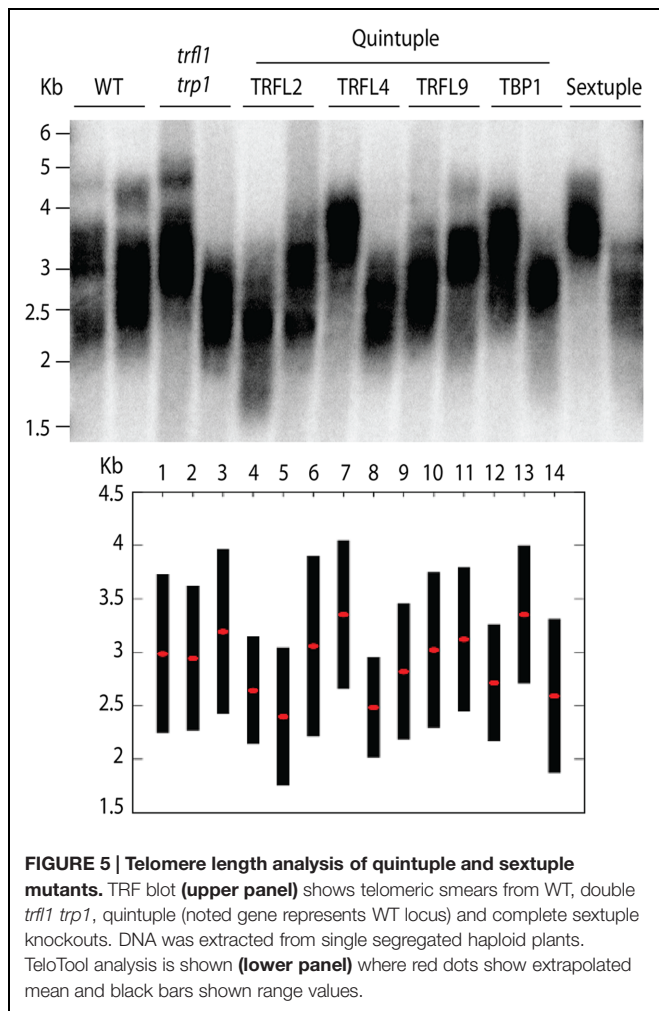 Quintuple
trfl1
trp1
Kb WT TRFL2 TRFL4 TRFL9 TBP1 Sextuple
6
5
4
3
2.5
2
1.5
Kb 1 2 3 4 5 6 7 8 9 10 11 12 13 14
4.5
4
3.5
3
2.5
2
1.5
FIGURE 5 | Telomere length analysis of quintuple and sextuple
mutants. TRF blot (upper panel) shows telomeric smears from WT, double
trfl1 trp1, quintuple (noted gene represents WT locus) and complete sextuple
knockouts. DNA was extracted from single segregated haploid plants.
TeloTool analysis is shown (lower panel) where red dots show extrapolated
mean and black bars shown range values.